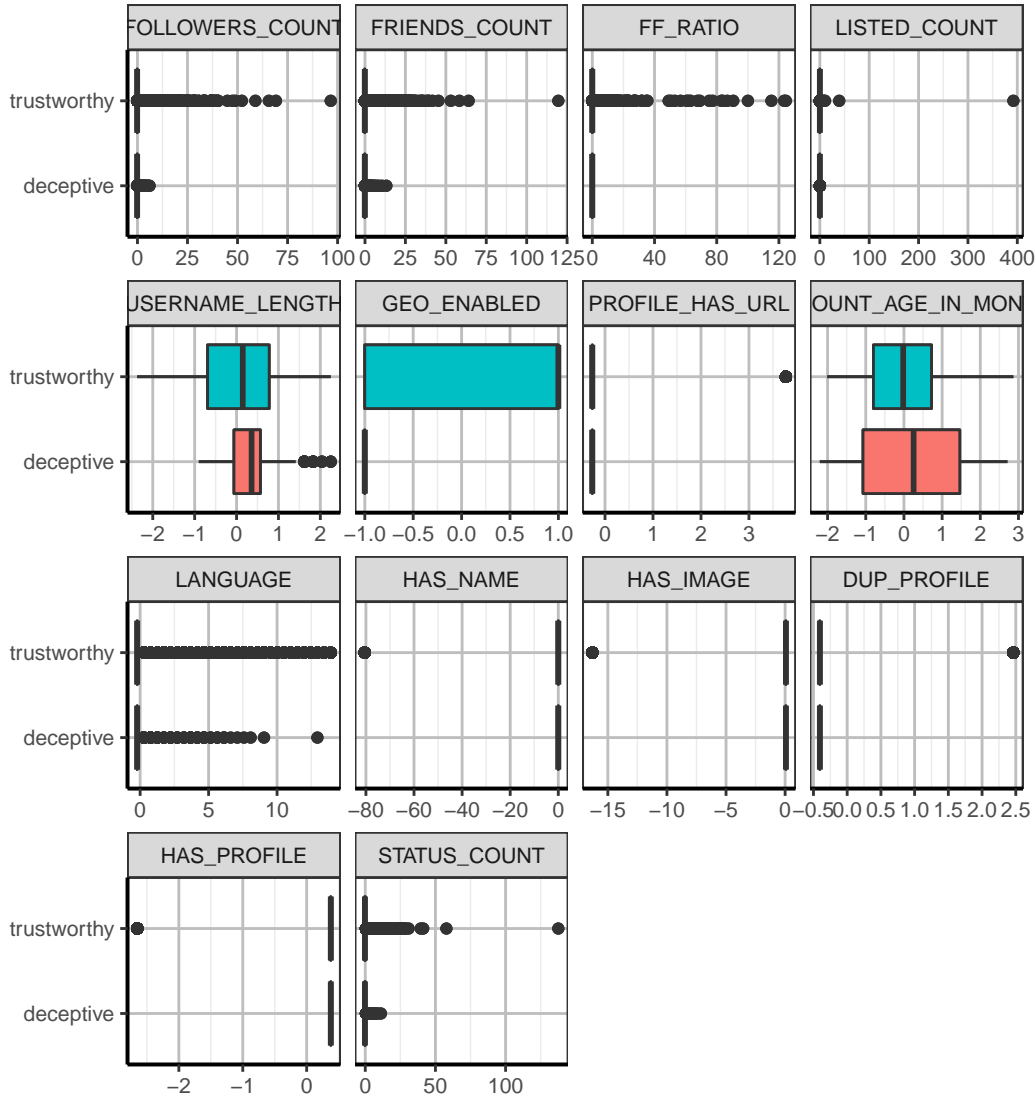 FOLLOWERS_COUNT FRIENDS_COUNT FF_RATIO LISTED_COUNT
trustworthy
deceptive
0 25 50 75 100 0 25 50 75 100 125 0 40 80 120 0 100 200 300 400
USERNAME_LENGTH GEO_ENABLED PROFILE_HAS_URL OUNT_AGE_IN_MON
trustworthy
deceptive
−2 −1 0 1 2 −1.0 −0.5 0.0 0.5 1.0 0 1 2 3 −2 −1 0 1 2 3
LANGUAGE HAS_NAME HAS_IMAGE DUP_PROFILE
trustworthy
deceptive
0 5 10 −80 −60 −40 −20 0 −15 −10 −5 0 −0.5 0.0 0.5 1.0 1.5 2.0 2.5
HAS_PROFILE STATUS_COUNT
trustworthy
deceptive
−2 −1 0 0 50 100